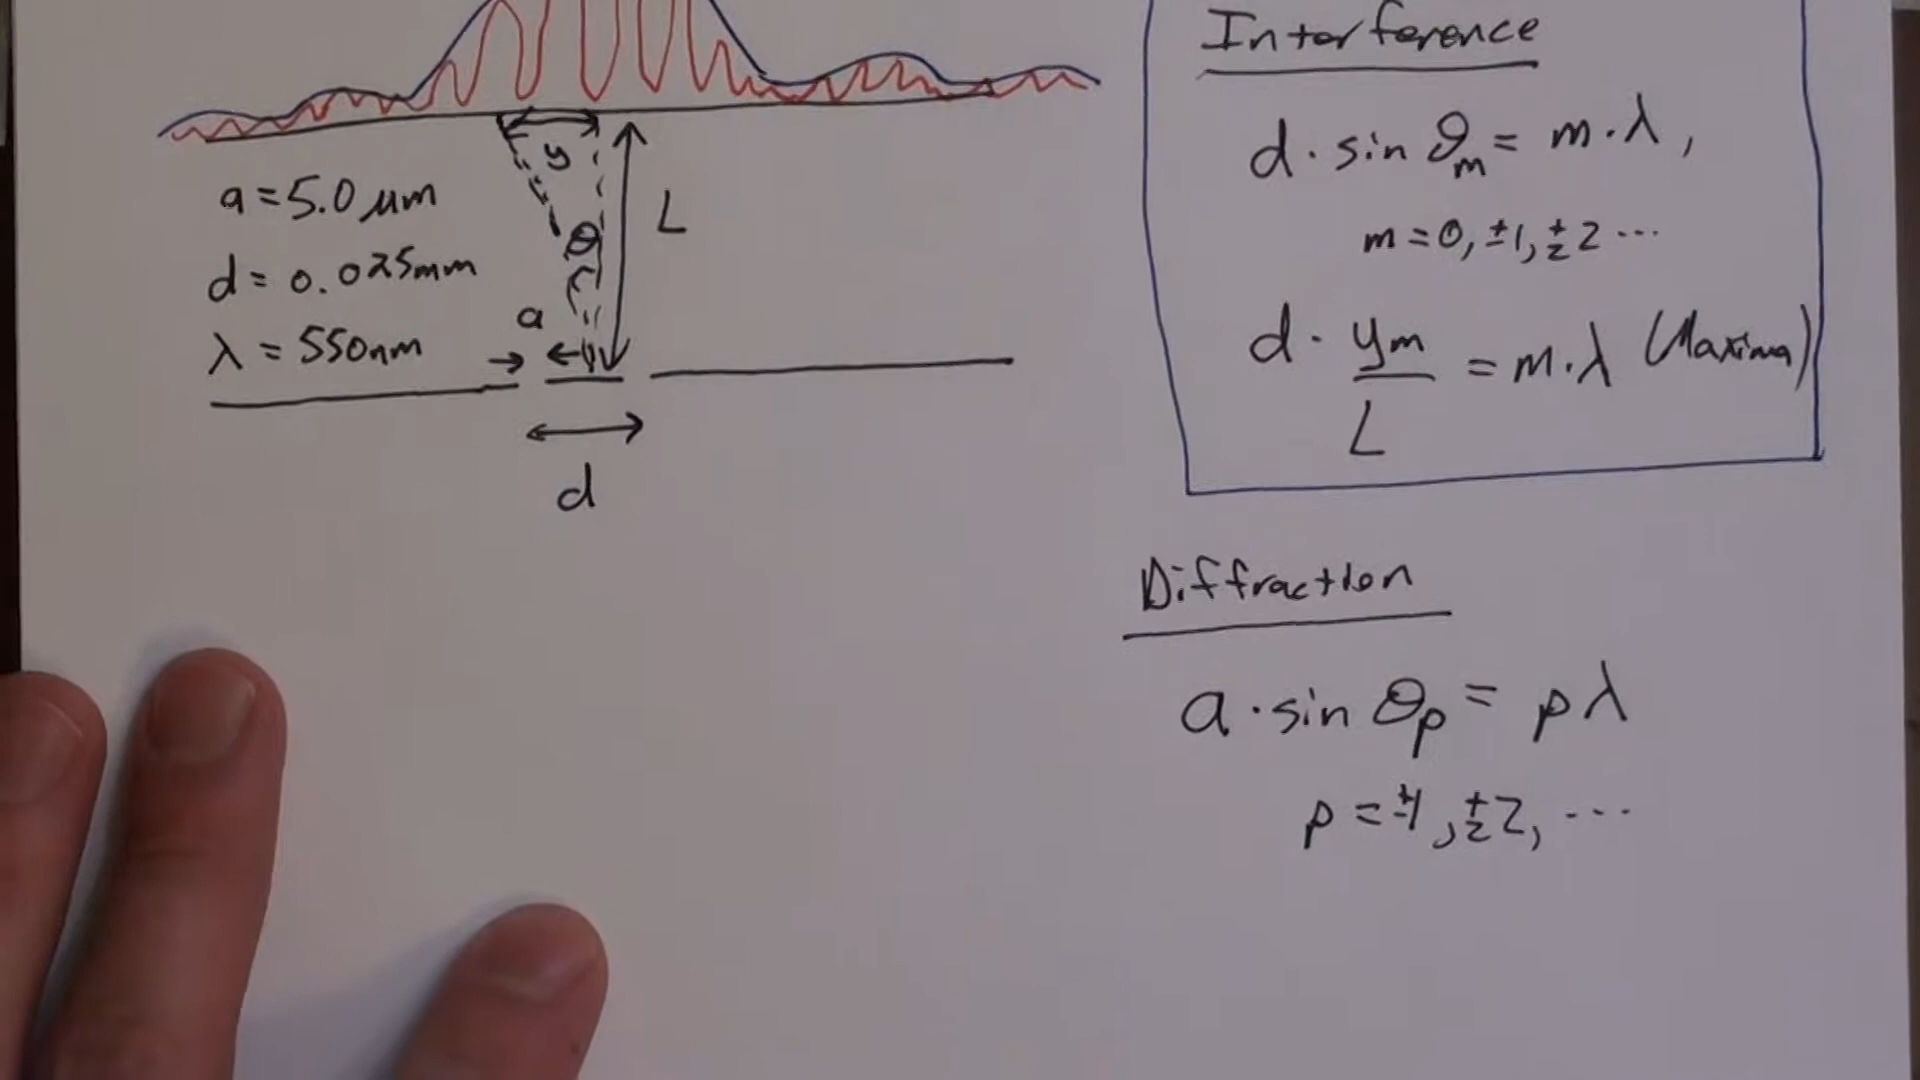 y
L
θ
a = 5.0 μm
d = 0.025mm
λ = 550nm
a
d
Interference
d · sin θm = m · λ,
m = 0, ±1, ±2 ...
d · ym/L = m · λ (Maxima)
Diffraction
a · sin θp = p λ
p = ±1, ±2, ...